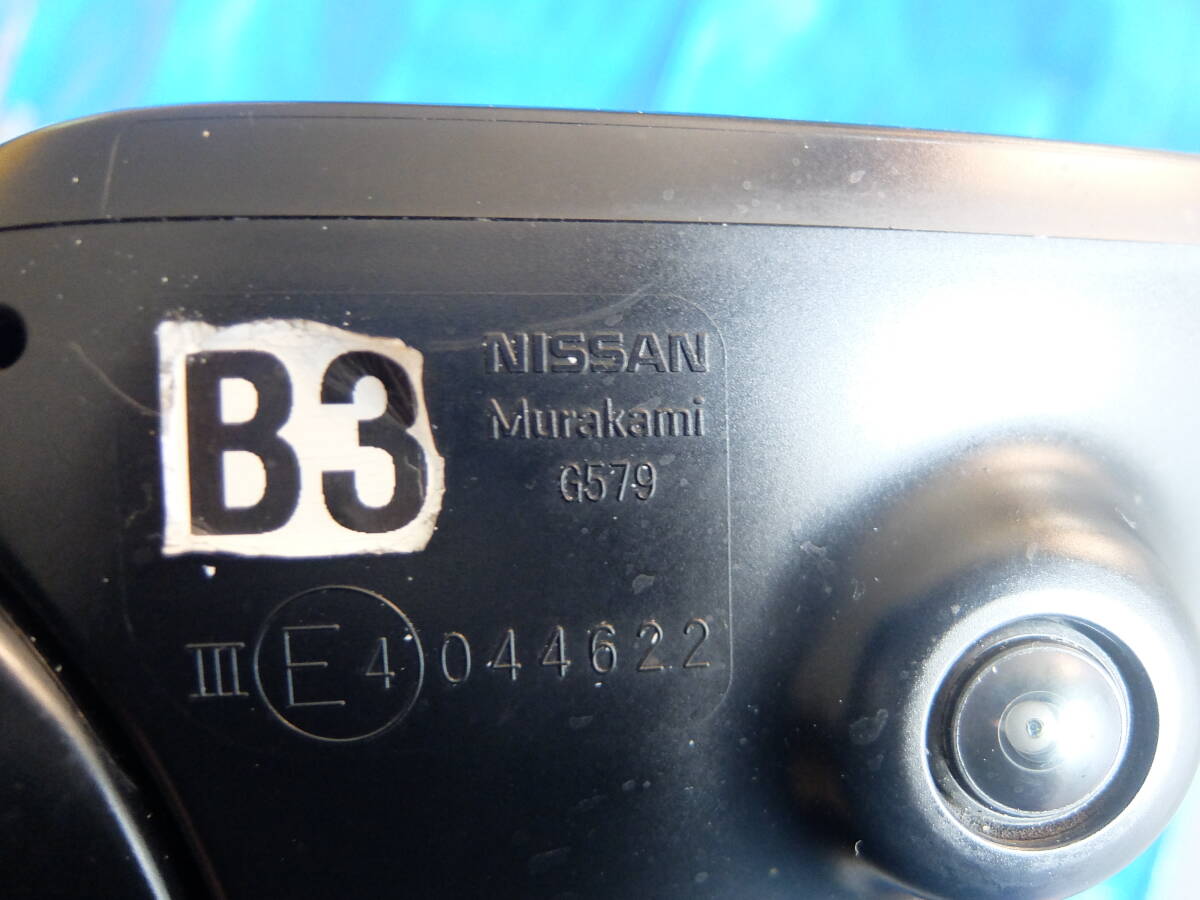 B3
NISSAN
Murakami
G579
III E4 044622